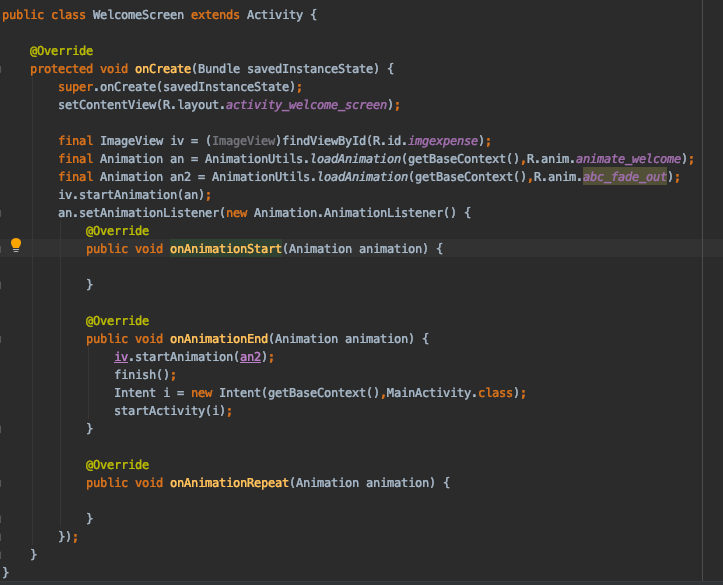 public class WelcomeScreen extends Activity {
@Override
protected void onCreate(Bundle savedInstanceState) {
super.onCreate(savedInstanceState);
setContentView(R.layout.activity_welcome_screen);
final ImageView iv = (ImageView)findViewById(R.id.imgexpense);
final Animation an = AnimationUtils.loadAnimation(getBaseContext(),R.anim.animate_welcome);
final Animation an2 = AnimationUtils.loadAnimation(getBaseContext(),R.anim.abc_fade_out);
iv.startAnimation(an);
an.setAnimationListener(new Animation.AnimationListener() {
@Override
public void onAnimationStart(Animation animation) {
}
@Override
public void onAnimationEnd(Animation animation) {
iv.startAnimation(an2);
finish();
Intent i = new Intent(getBaseContext(),MainActivity.class);
startActivity(i);
}
@Override
public void onAnimationRepeat(Animation animation) {
}
});
}
}